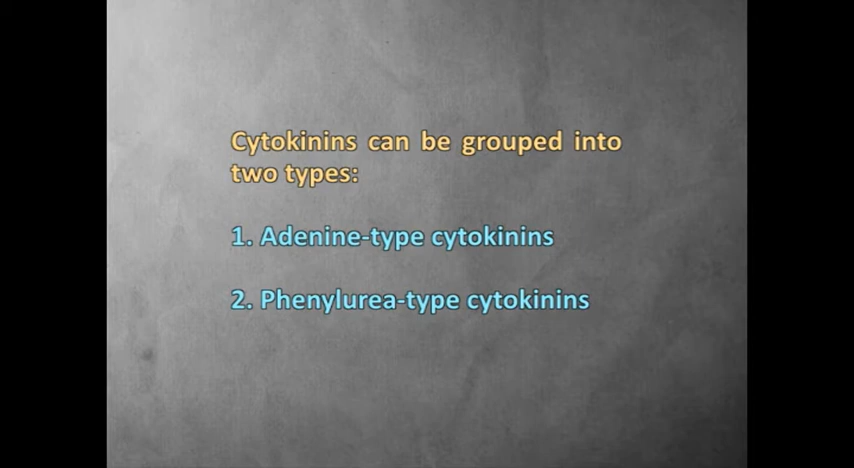 Cytokinins can be grouped into
two types:
1. Adenine-type cytokinins
2. Phenylurea-type cytokinins